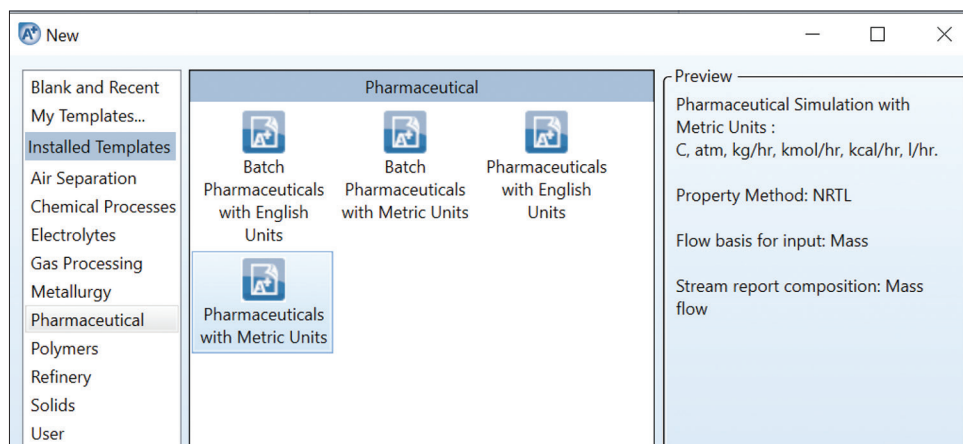 New
Blank and Recent
My Templates...
Installed Templates
Air Separation
Chemical Processes
Electrolytes
Gas Processing
Metallurgy
Pharmaceutical
Polymers
Refinery
Solids
User
Pharmaceutical
Batch
Pharmaceuticals
with English
Units
Batch
Pharmaceuticals
with Metric Units
Pharmaceuticals
with English
Units
Pharmaceuticals
with Metric Units
Preview
Pharmaceutical Simulation with
Metric Units :
C, atm, kg/hr, kmol/hr, kcal/hr, l/hr.
Property Method: NRTL
Flow basis for input: Mass
Stream report composition: Mass
flow